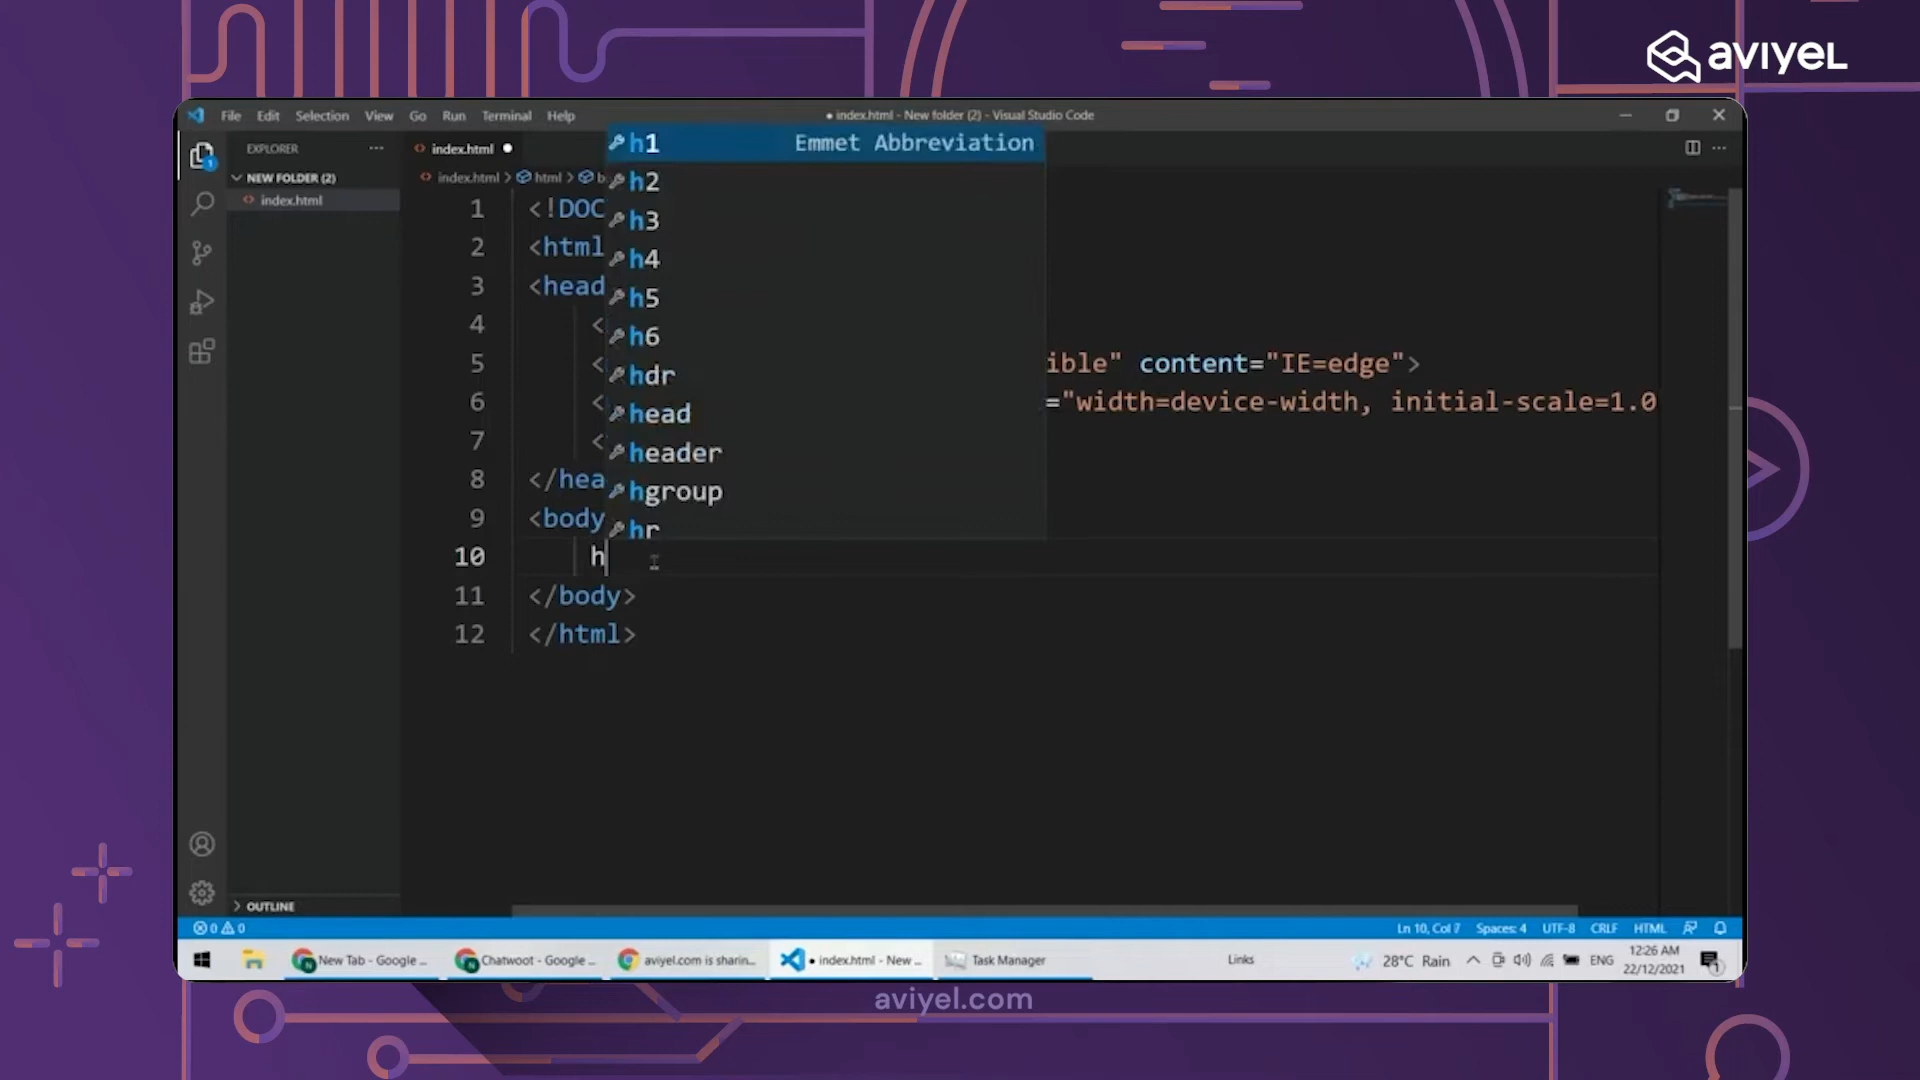 aviyel
File Edit Selection View Go Run Terminal Help
index.html - New folder (2) - Visual Studio Code
EXPLORER
NEW FOLDER (2)
index.html
OUTLINE
index.html
index.html > html >
1 <!DOC
2 <html
3 <head
4 <
5 < ible" content="IE=edge">
6 < ="width=device-width, initial-scale=1.0
7 <
8 </hea
9 <body
10 h
11 </body>
12 </html>
h1 Emmet Abbreviation
h2
h3
h4
h5
h6
hdr
head
header
hgroup
hr
0 0
Ln 10, Col 7 Spaces: 4 UTF-8 CRLF HTML
New Tab - Google ...
Chatwoot - Google ...
aviyel.com is sharin...
index.html - New ...
Task Manager
Links
28°C Rain
ENG
12:26 AM
22/12/2021
1
aviyel.com